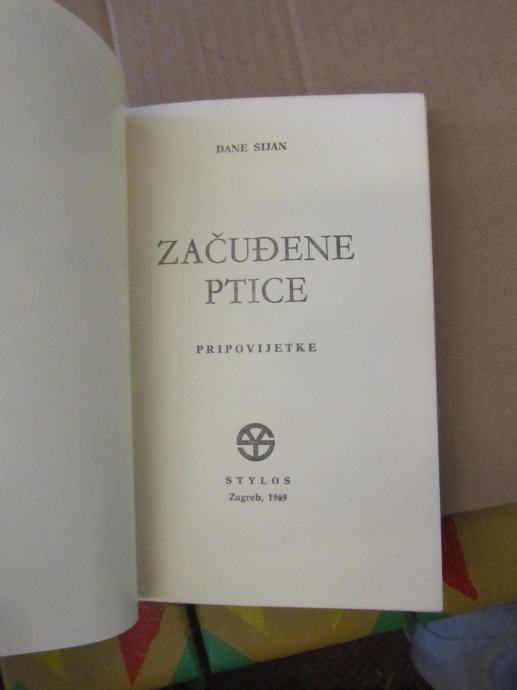 DANE ŠIJAN
ZAČUĐENE
PTICE
PRIPOVIJETKE
STYLOS
Zagreb, 1969